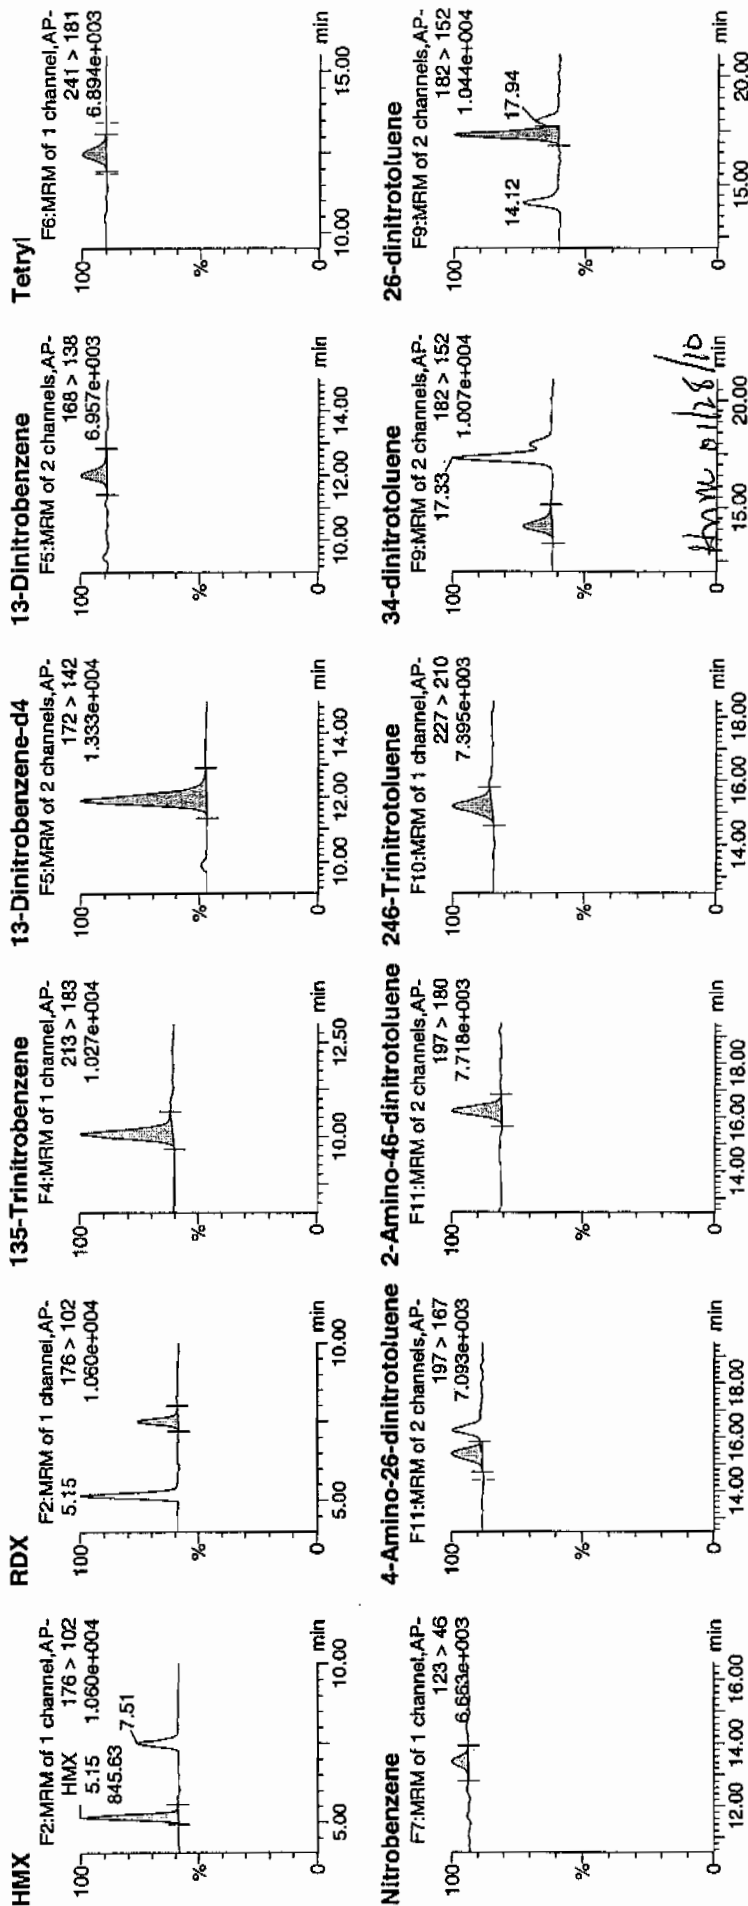 HMX
F2:MRM of 1 channel,AP-
176 > 102
1.060e+004
HMX
5.15
845.63
7.51
100
%
0
5.00
10.00
min
RDX
F2:MRM of 1 channel,AP-
176 > 102
1.060e+004
5.15
100
%
0
5.00
10.00
min
135-Trinitrobenzene
F4:MRM of 1 channel,AP-
213 > 183
1.027e+004
100
%
0
10.00
12.50
min
13-Dinitrobenzene-d4
F5:MRM of 2 channels,AP-
172 > 142
1.333e+004
100
%
0
10.00
12.00
14.00
min
13-Dinitrobenzene
F5:MRM of 2 channels,AP-
168 > 138
6.957e+003
100
%
0
10.00
12.00
14.00
min
Tetryl
F6:MRM of 1 channel,AP-
241 > 181
6.894e+003
100
%
0
10.00
15.00
min
Nitrobenzene
F7:MRM of 1 channel,AP-
123 > 46
6.663e+003
100
%
0
12.00
14.00
16.00
min
4-Amino-26-dinitrotoluene
F11:MRM of 2 channels,AP-
197 > 167
7.093e+003
100
%
0
14.00
16.00
18.00
min
2-Amino-46-dinitrotoluene
F11:MRM of 2 channels,AP-
197 > 180
7.718e+003
100
%
0
14.00
16.00
18.00
min
246-Trinitrotoluene
F10:MRM of 1 channel,AP-
227 > 210
7.395e+003
100
%
0
14.00
16.00
18.00
min
34-dinitrotoluene
F9:MRM of 2 channels,AP-
182 > 152
1.007e+004
17.33
100
%
0
15.00
20.00
min
01/28/10
26-dinitrotoluene
F9:MRM of 2 channels,AP-
182 > 152
1.044e+004
14.12
17.94
100
%
0
15.00
20.00
min